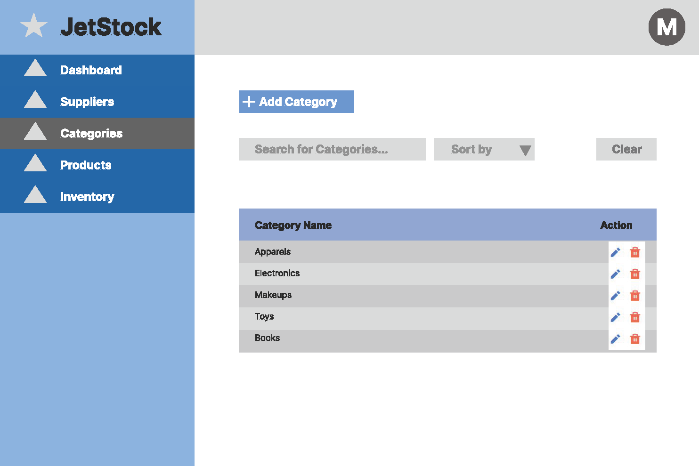 JetStock
M
Dashboard
Suppliers
Categories
Products
Inventory
+ Add Category
Search for Categories...
Sort by
Clear
Category Name
Action
Apparels
Electronics
Makeups
Toys
Books